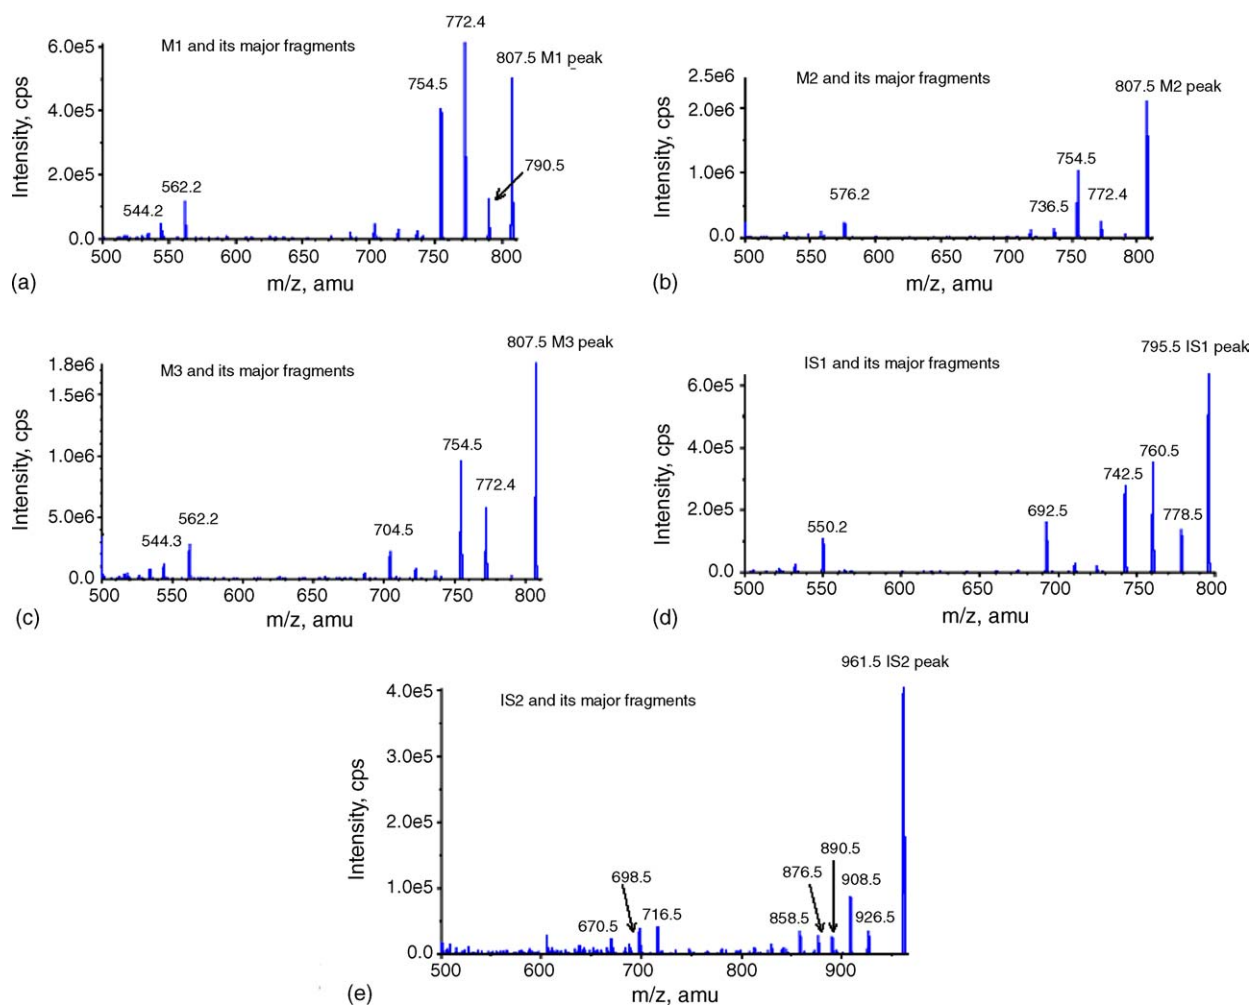 772.4
6.0e5
M1 and its major fragments
807.5 M1 peak
754.5
4.0e5
Intensity, cps
790.5
2.0e5
562.2
544.2
0.0
500 550 600 650 700 750 800
m/z, amu
(a)
2.5e6
M2 and its major fragments
807.5 M2 peak
2.0e6
Intensity, cps
754.5
1.0e6
576.2
736.5
772.4
0.0
500 600 700 800
m/z, amu
(b)
807.5 M3 peak
1.8e6
M3 and its major fragments
1.5e6
Intensity, cps
754.5
1.0e6
772.4
562.2
5.0e6
704.5
544.3
0.0
500 550 600 650 700 750 800
m/z, amu
(c)
795.5 IS1 peak
IS1 and its major fragments
6.0e5
Intensity, cps
760.5
4.0e5
742.5
692.5
2.0e5
550.2
778.5
0.0
500 550 600 650 700 750 800
m/z, amu
(d)
961.5 IS2 peak
4.0e5
IS2 and its major fragments
3.0e5
Intensity, cps
2.0e5
890.5
698.5
876.5
908.5
1.0e5
670.5
716.5
858.5
926.5
0.0
500 600 700 800 900
m/z, amu
(e)